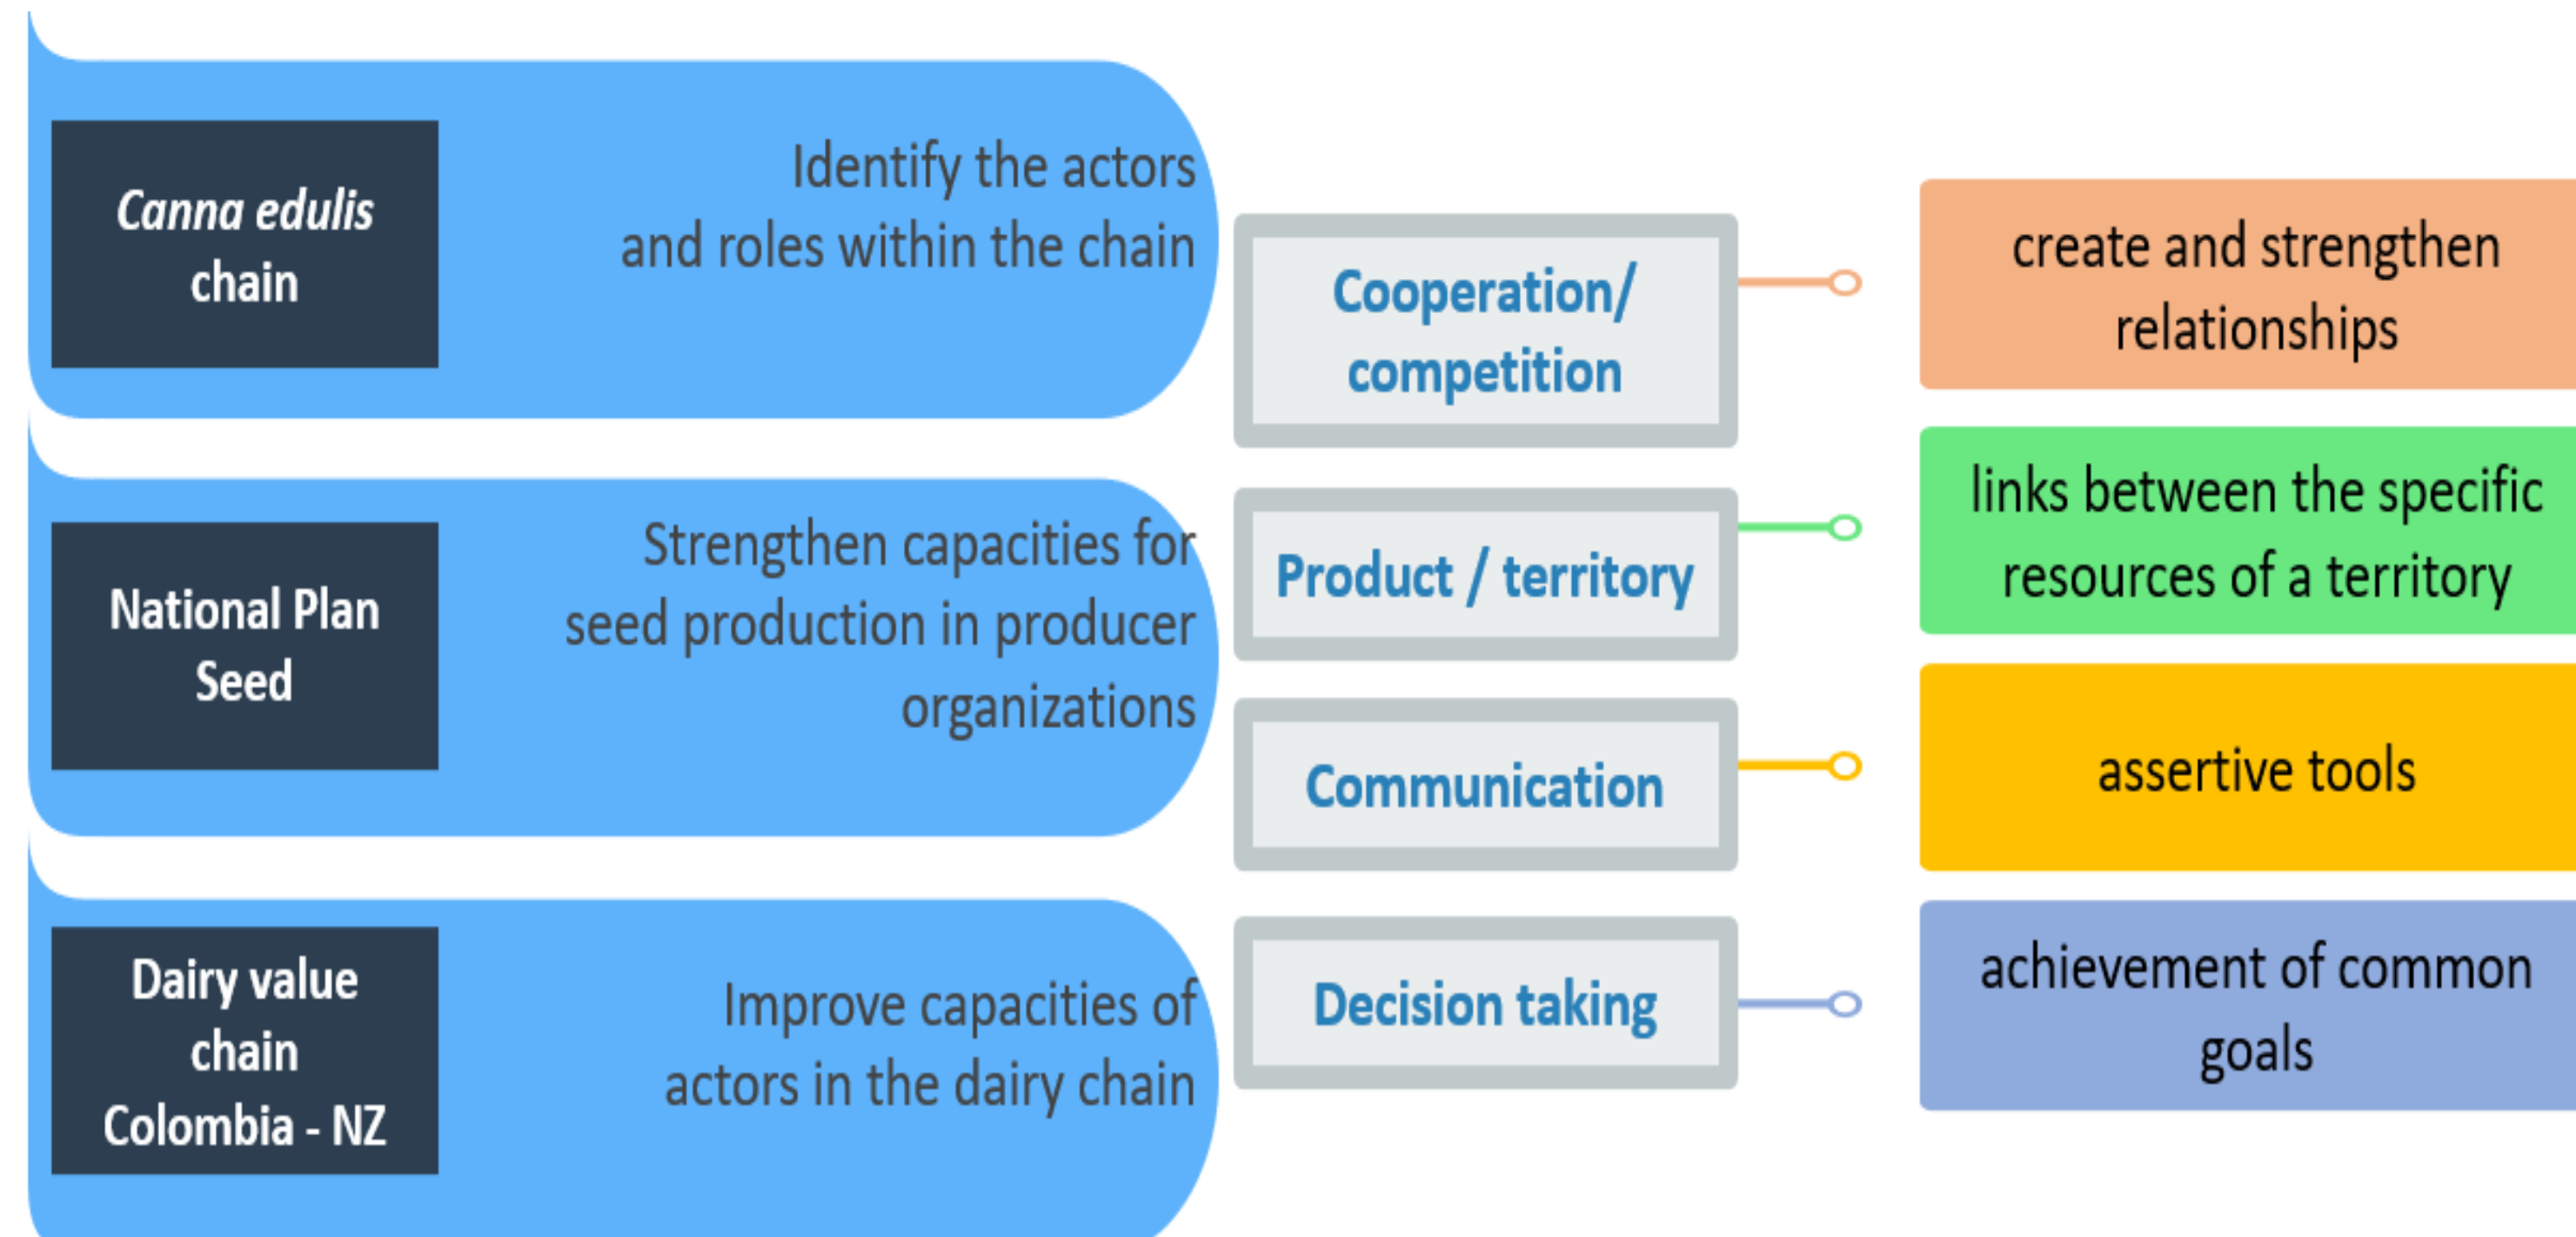 Canna edulis
chain
Identify the actors
and roles within the chain
National Plan
Seed
Strengthen capacities for
seed production in producer
organizations
Dairy value
chain
Colombia - NZ
Improve capacities of
actors in the dairy chain
Cooperation/
competition
create and strengthen
relationships
Product / territory
links between the specific
resources of a territory
Communication
assertive tools
Decision taking
achievement of common
goals